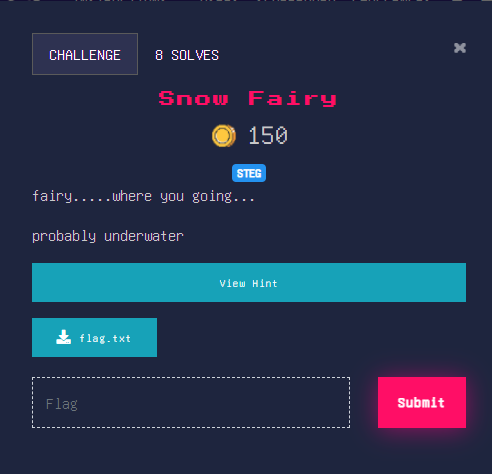 CHALLENGE
8 SOLVES
Snow Fairy
150
STEG
fairy.....where you going...
probably underwater
View Hint
flag.txt
Flag
Submit